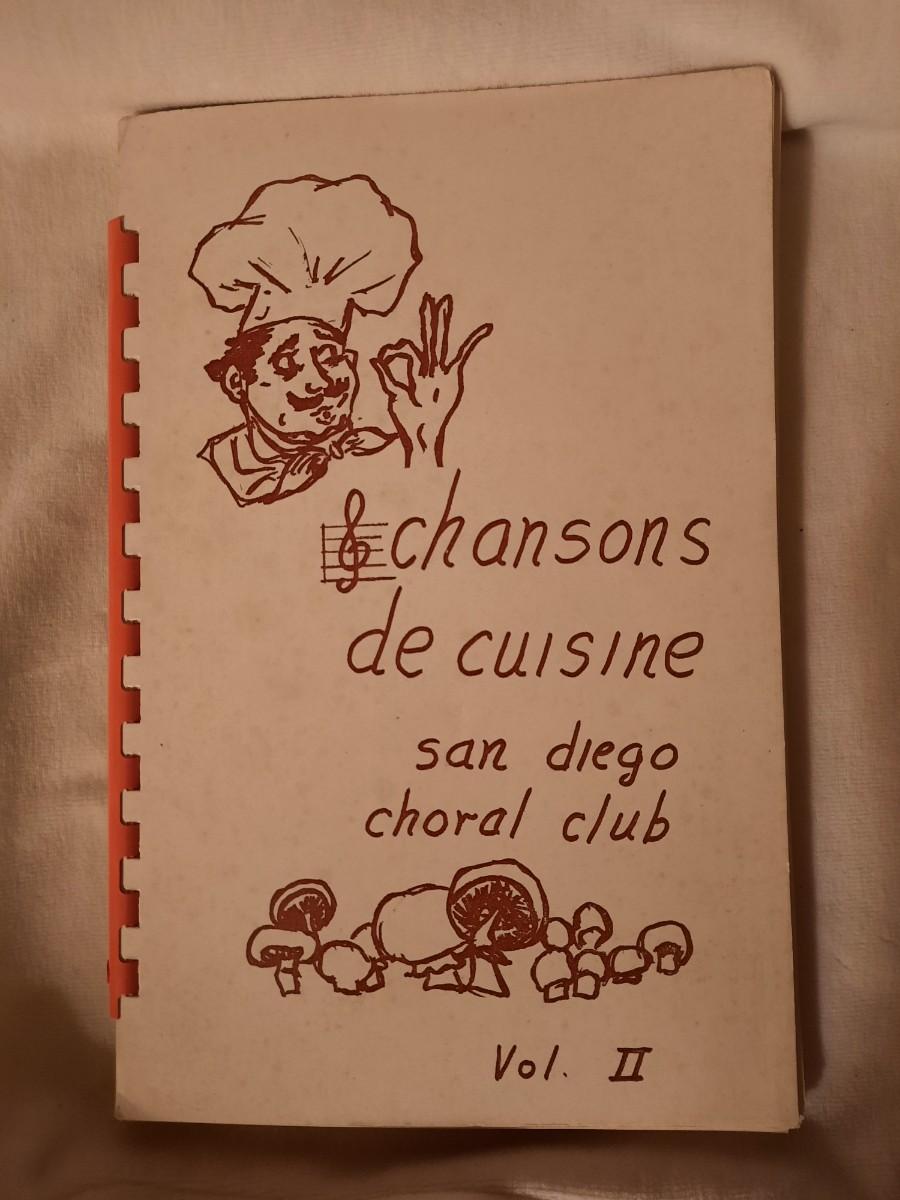 chansons
de cuisine
san diego
choral club
Vol. II